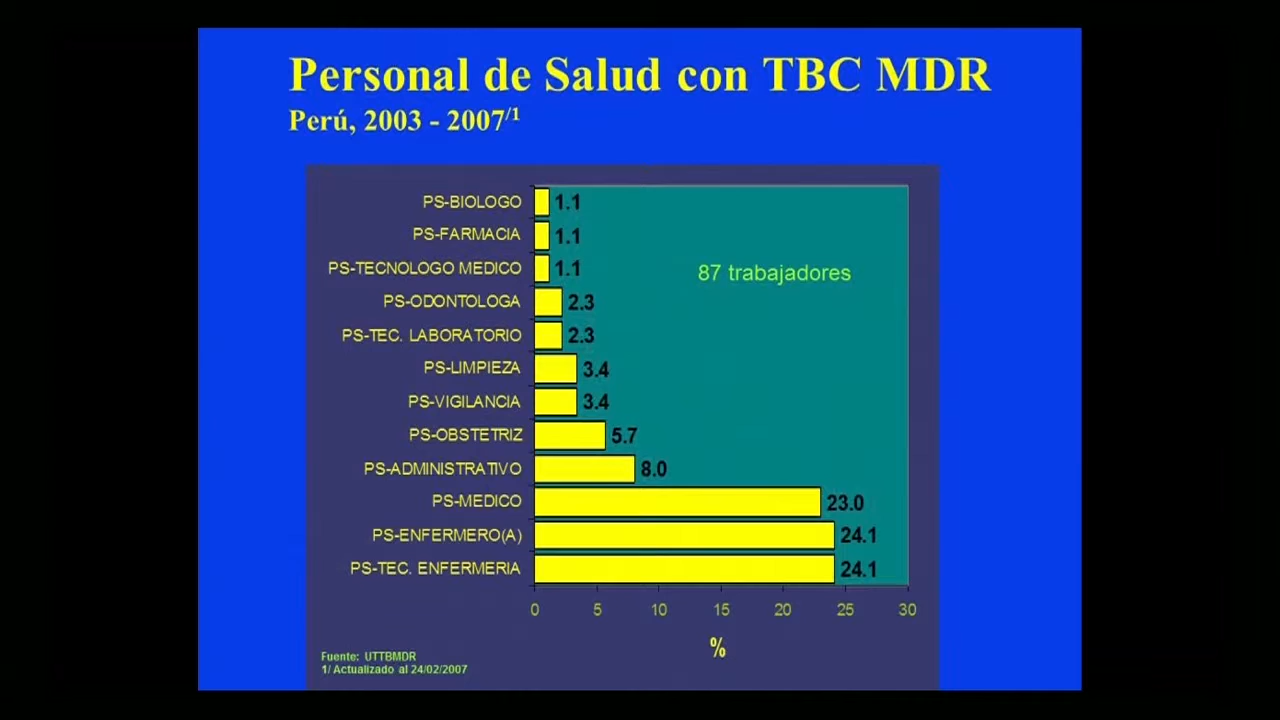 Personal de Salud con TBC MDR
Perú, 2003 - 2007/1
PS-BIOLOGO 1.1
PS-FARMACIA 1.1
PS-TECNOLOGO MEDICO 1.1
87 trabajadores
PS-ODONTOLOGA 2.3
PS-TEC. LABORATORIO 2.3
PS-LIMPIEZA 3.4
PS-VIGILANCIA 3.4
PS-OBSTETRIZ 5.7
PS-ADMINISTRATIVO 8.0
PS-MEDICO 23.0
PS-ENFERMERO(A) 24.1
PS-TEC. ENFERMERIA 24.1
0 5 10 15 20 25 30
%
Fuente: UTTBMDR
1/ Actualizado al 24/02/2007